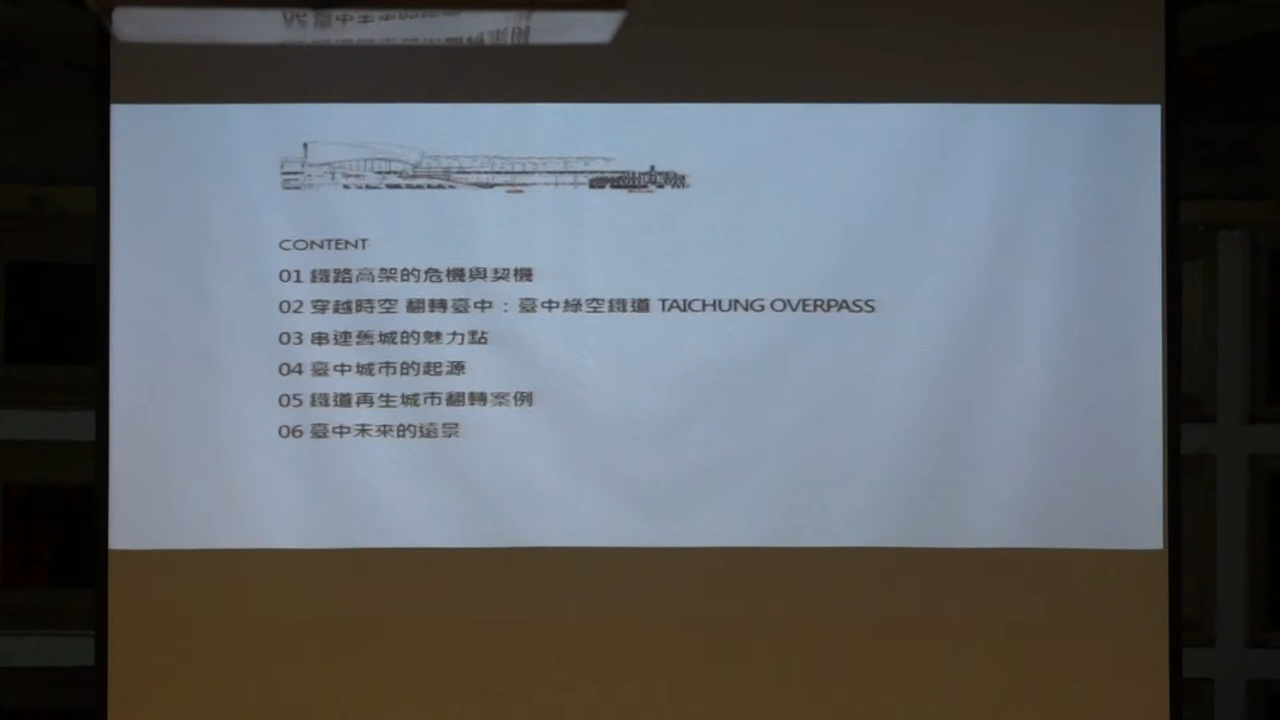 CONTENT
01 鐵路高架的危機與契機
02 穿越時空 翻轉臺中：臺中綠空鐵道 TAICHUNG OVERPASS
03 串連舊城的魅力點
04 臺中城市的起源
05 鐵道再生城市翻轉案例
06 臺中未來的遠景